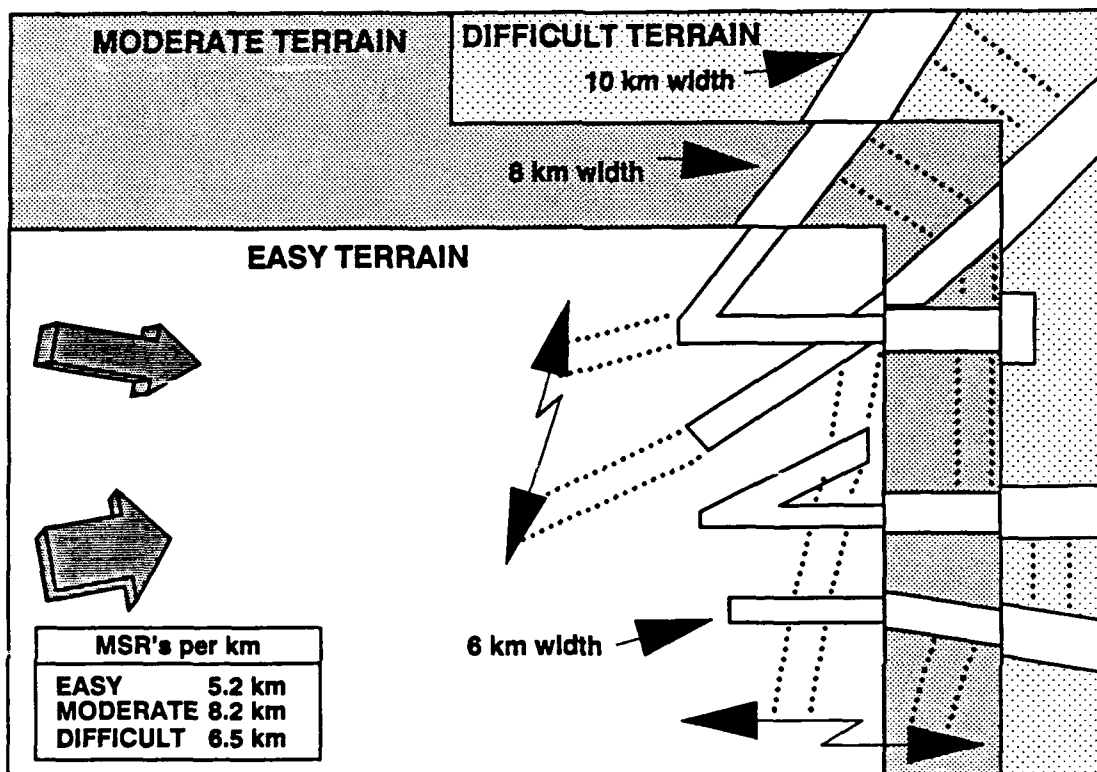 MODERATE TERRAIN
DIFFICULT TERRAIN
10 km width
8 km width
EASY TERRAIN
6 km width
MSR's per km
EASY 5.2 km
MODERATE 8.2 km
DIFFICULT 6.5 km